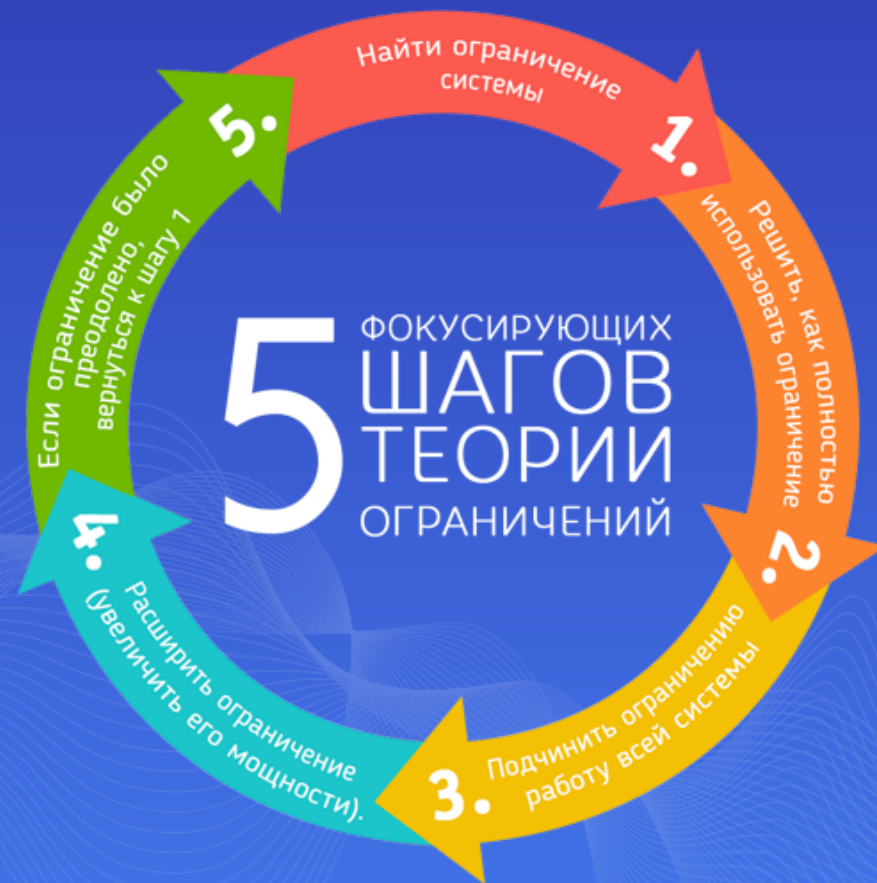 5 ФОКУСИРУЮЩИХ
ШАГОВ
ТЕОРИИ
ОГРАНИЧЕНИЙ
1.
Найти ограничение
системы
2.
Решить, как полностью
использовать ограничение
3.
Подчинить ограничению
работу всей системы
4.
Расширить ограничение
(увеличить его мощности).
5.
Если ограничение было
преодолено,
вернуться к шагу 1